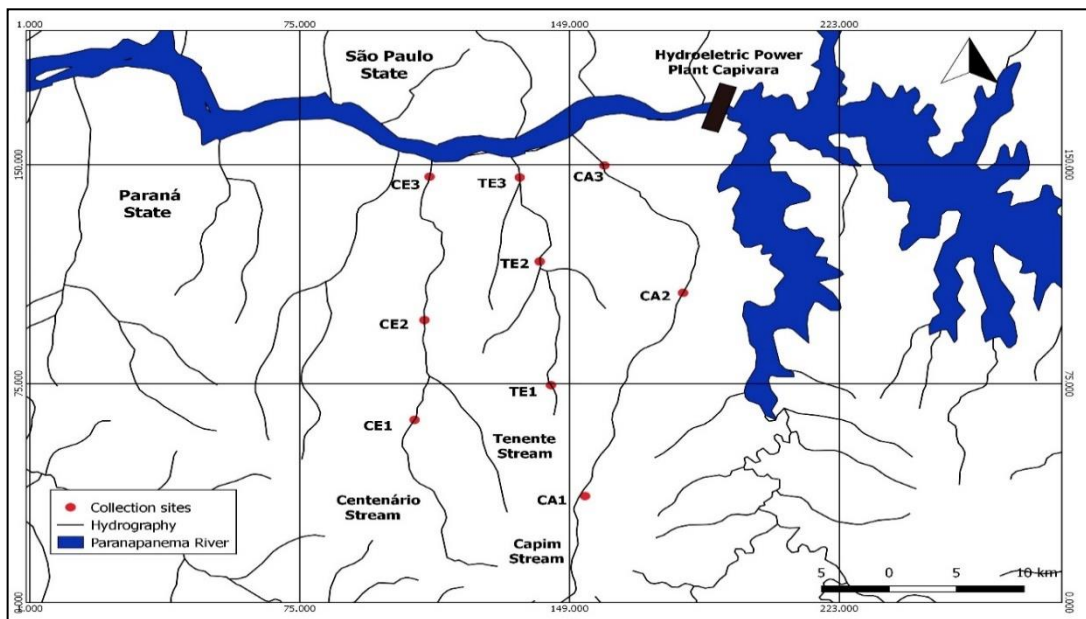 1.000
75.000
149.000
223.000
São Paulo
State
Hydroeletric Power
Plant Capivara
150.000
150.000
CE3
TE3
CA3
Paraná
State
TE2
CA2
CE2
75.000
75.000
TE1
CE1
Tenente
Stream
CA1
Centenário
Stream
Collection sites
Hydrography
Paranapanema River
Capim
Stream
5
0
5
10 km
0.000
1.000
75.000
149.000
223.000